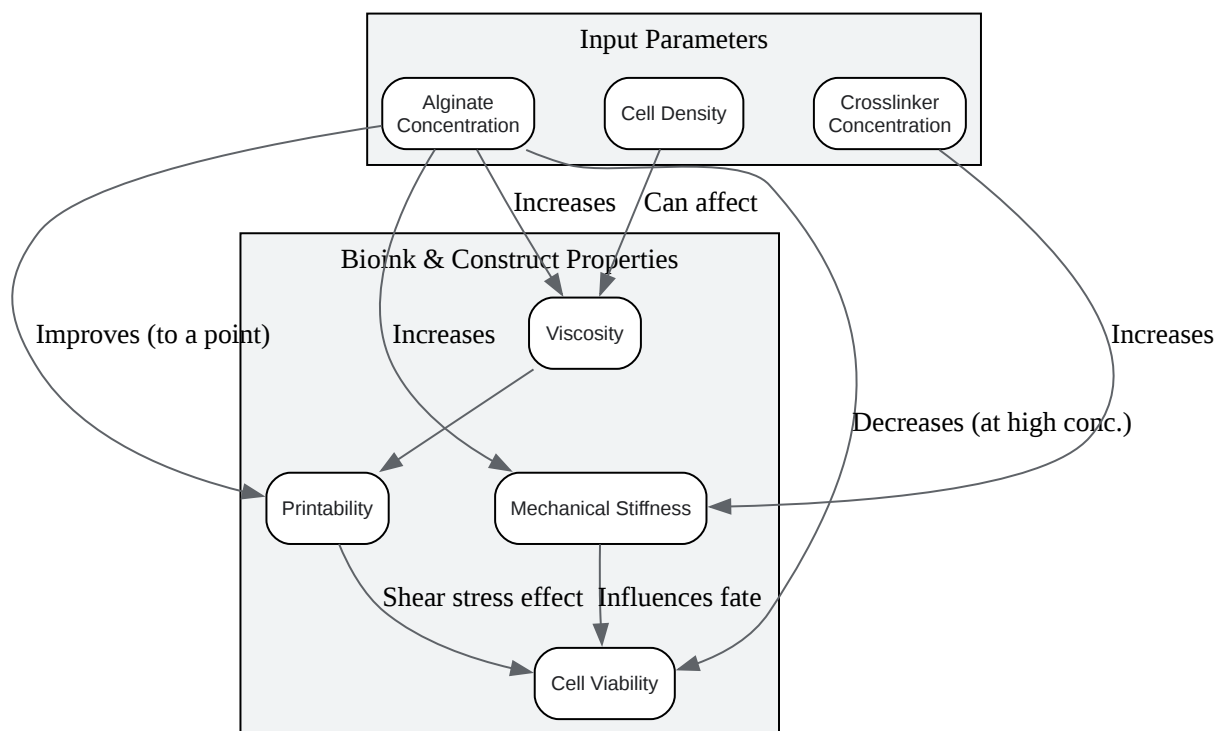 Input Parameters
Alginate
Concentration
Cell Density
Crosslinker
Concentration
Increases
Can affect
Bioink & Construct Properties
Improves (to a point)
Increases
Viscosity
Increases
Decreases (at high conc.)
Printability
Mechanical Stiffness
Shear stress effect
Influences fate
Cell Viability